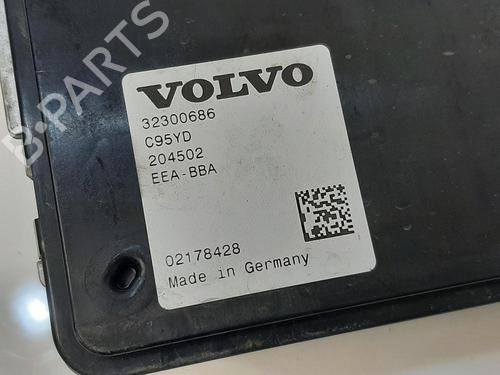 B-PARTS
VOLVO
32300686
C95YD
204502
EEA-BBA
02178428
Made in Germany